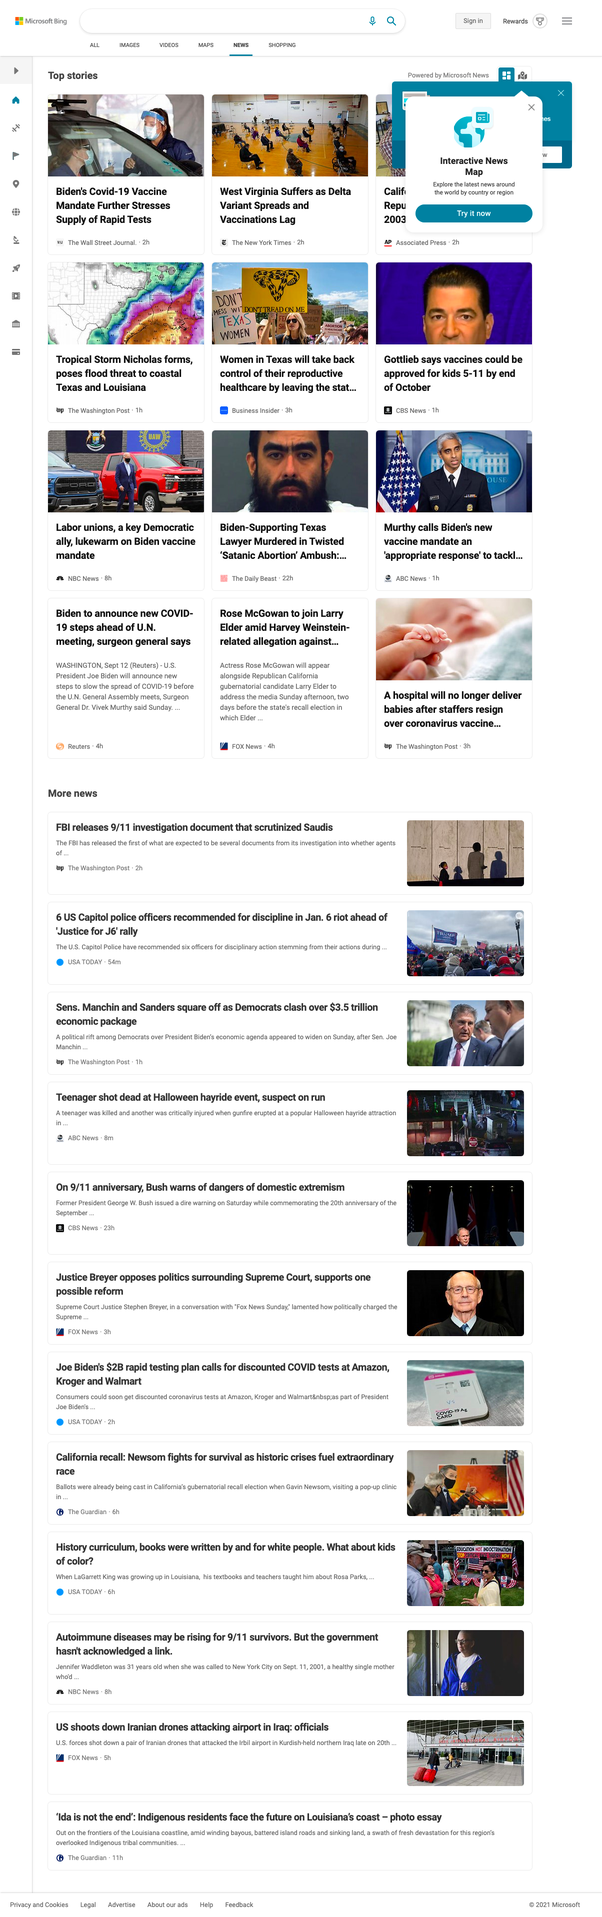 Microsoft Bing
Sign in
Rewards
ALL IMAGES VIDEOS MAPS NEWS SHOPPING
Top stories
Powered by Microsoft News
Interactive News
Map
Explore the latest news around
the world by country or region
Try it now
Biden's Covid-19 Vaccine
Mandate Further Stresses
Supply of Rapid Tests
The Wall Street Journal. · 2h
West Virginia Suffers as Delta
Variant Spreads and
Vaccinations Lag
The New York Times · 2h
Calif
Repu
2003
AP Associated Press · 2h
Tropical Storm Nicholas forms,
poses flood threat to coastal
Texas and Louisiana
wp The Washington Post · 1h
DON'T
MESS WITH
TEXAS
WOMEN
DON'T TREAD ON ME
Women in Texas will take back
control of their reproductive
healthcare by leaving the stat...
Business Insider · 3h
Gottlieb says vaccines could be
approved for kids 5-11 by end
of October
CBS News · 1h
UAW
Labor unions, a key Democratic
ally, lukewarm on Biden vaccine
mandate
NBC News · 8h
Biden-Supporting Texas
Lawyer Murdered in Twisted
'Satanic Abortion' Ambush:...
The Daily Beast · 22h
Murthy calls Biden's new
vaccine mandate an
'appropriate response' to tackl...
ABC News · 1h
Biden to announce new COVID-
19 steps ahead of U.N.
meeting, surgeon general says
WASHINGTON, Sept 12 (Reuters) - U.S.
President Joe Biden will announce new
steps to slow the spread of COVID-19 before
the U.N. General Assembly meets, Surgeon
General Dr. Vivek Murthy said Sunday. ...
Reuters · 4h
Rose McGowan to join Larry
Elder amid Harvey Weinstein-
related allegation against...
Actress Rose McGowan will appear
alongside Republican California
gubernatorial candidate Larry Elder to
address the media Sunday afternoon, two
days before the state's recall election in
which Elder ...
FOX News · 4h
A hospital will no longer deliver
babies after staffers resign
over coronavirus vaccine...
wp The Washington Post · 3h
More news
FBI releases 9/11 investigation document that scrutinized Saudis
The FBI has released the first of what are expected to be several documents from its investigation into whether agents
of ...
wp The Washington Post · 2h
6 US Capitol police officers recommended for discipline in Jan. 6 riot ahead of
'Justice for J6' rally
The U.S. Capitol Police have recommended six officers for disciplinary action stemming from their actions during ...
USA TODAY · 54m
TRUMP
Sens. Manchin and Sanders square off as Democrats clash over $3.5 trillion
economic package
A political rift among Democrats over President Biden's economic agenda appeared to widen on Sunday, after Sen. Joe
Manchin ...
wp The Washington Post · 1h
Teenager shot dead at Halloween hayride event, suspect on run
A teenager was killed and another was critically injured when gunfire erupted at a popular Halloween hayride attraction
in ...
ABC News · 8m
On 9/11 anniversary, Bush warns of dangers of domestic extremism
Former President George W. Bush issued a dire warning on Saturday while commemorating the 20th anniversary of the
September ...
CBS News · 23h
Justice Breyer opposes politics surrounding Supreme Court, supports one
possible reform
Supreme Court Justice Stephen Breyer, in a conversation with "Fox News Sunday," lamented how politically charged the
Supreme ...
FOX News · 3h
Joe Biden's $2B rapid testing plan calls for discounted COVID tests at Amazon,
Kroger and Walmart
Consumers could soon get discounted coronavirus tests at Amazon, Kroger and Walmart&nbsp;as part of President
Joe Biden's ...
USA TODAY · 2h
COVID-19 Ag
CARD
California recall: Newsom fights for survival as historic crises fuel extraordinary
race
Ballots were already being cast in California's gubernatorial recall election when Gavin Newsom, visiting a pop-up clinic
in ...
The Guardian · 6h
History curriculum, books were written by and for white people. What about kids
of color?
When LaGarrett King was growing up in Louisiana, his textbooks and teachers taught him about Rosa Parks, ...
USA TODAY · 6h
EDUCATION NOT INDOCTRINATION
Autoimmune diseases may be rising for 9/11 survivors. But the government
hasn't acknowledged a link.
Jennifer Waddleton was 31 years old when she was called to New York City on Sept. 11, 2001, a healthy single mother
who'd ...
NBC News · 8h
US shoots down Iranian drones attacking airport in Iraq: officials
U.S. forces shot down a pair of Iranian drones that attacked the Irbil airport in Kurdish-held northern Iraq late on 20th ...
FOX News · 5h
'Ida is not the end': Indigenous residents face the future on Louisiana's coast – photo essay
Out on the frontiers of the Louisiana coastline, amid winding bayous, battered island roads and sinking land, a swath of fresh devastation for this region's
overlooked Indigenous tribal communities. ...
The Guardian · 11h
Privacy and Cookies Legal Advertise About our ads Help Feedback
© 2021 Microsoft